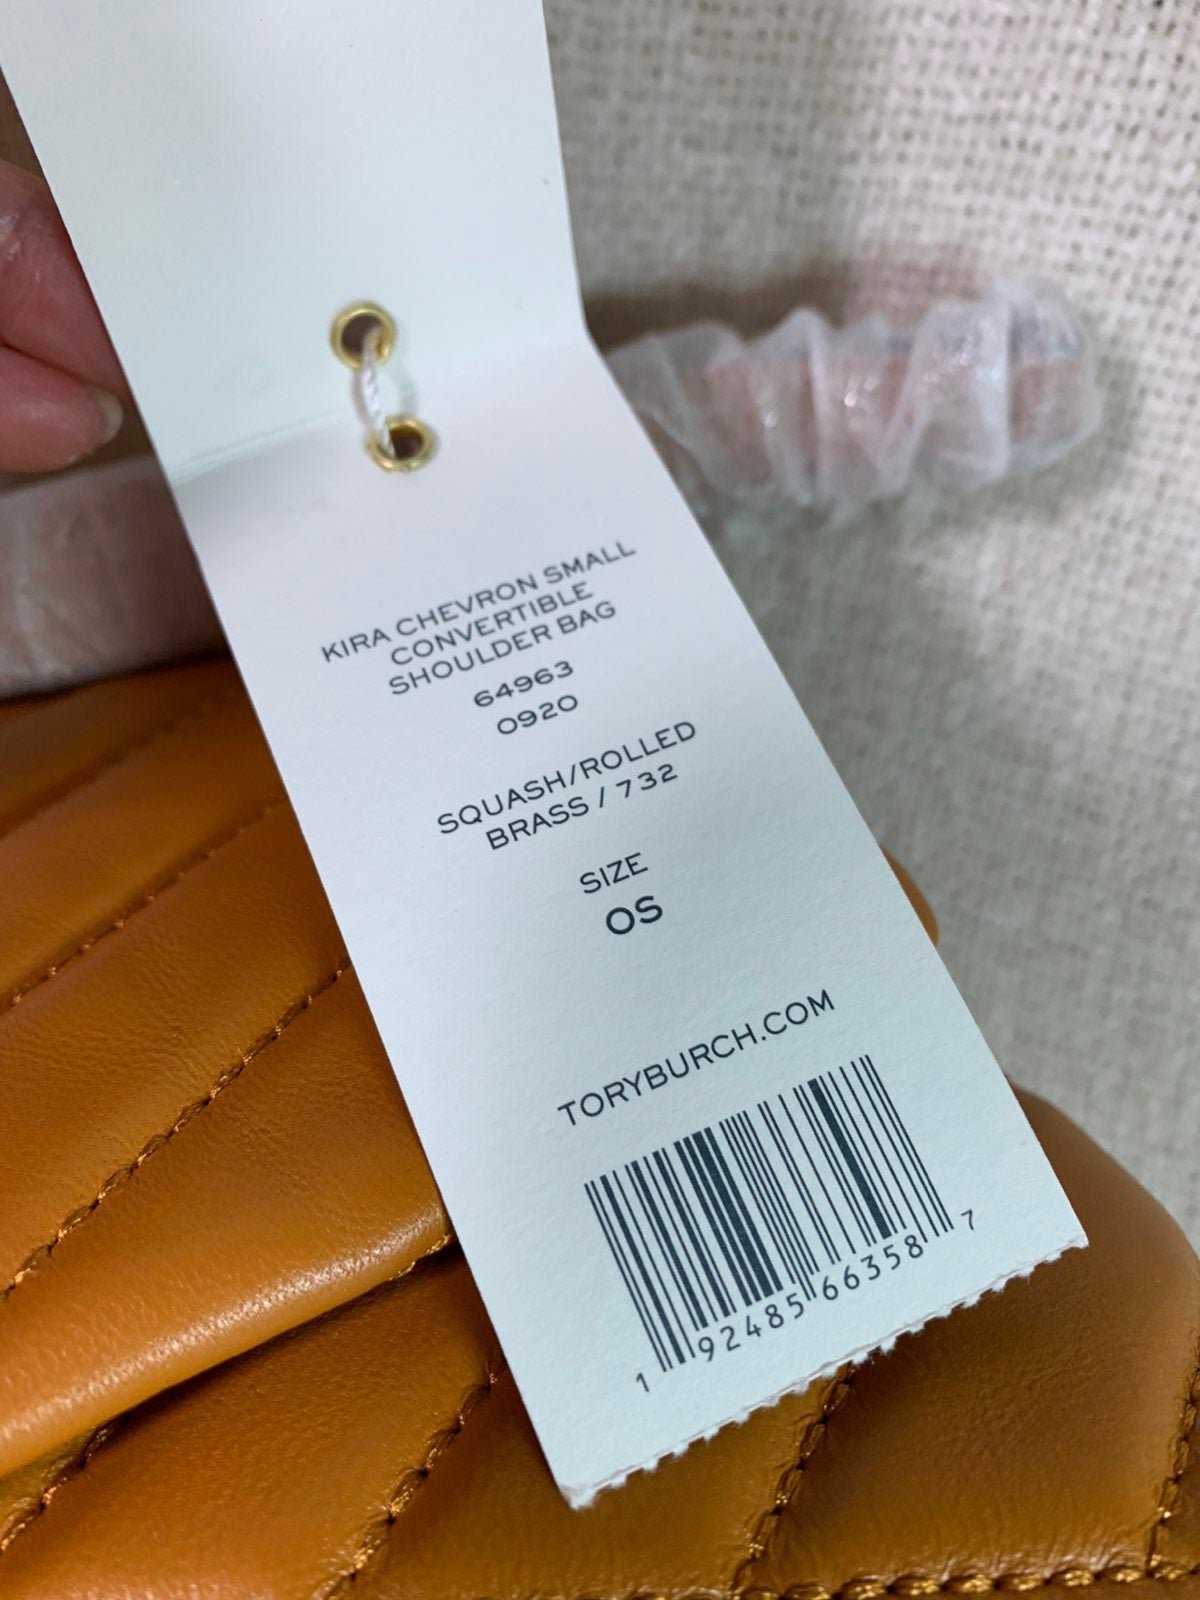 KIRA CHEVRON SMALL
CONVERTIBLE
SHOULDER BAG
64963
0920
SQUASH/ROLLED
BRASS / 732
SIZE
OS
TORYBURCH.COM
1 92485 66358 7